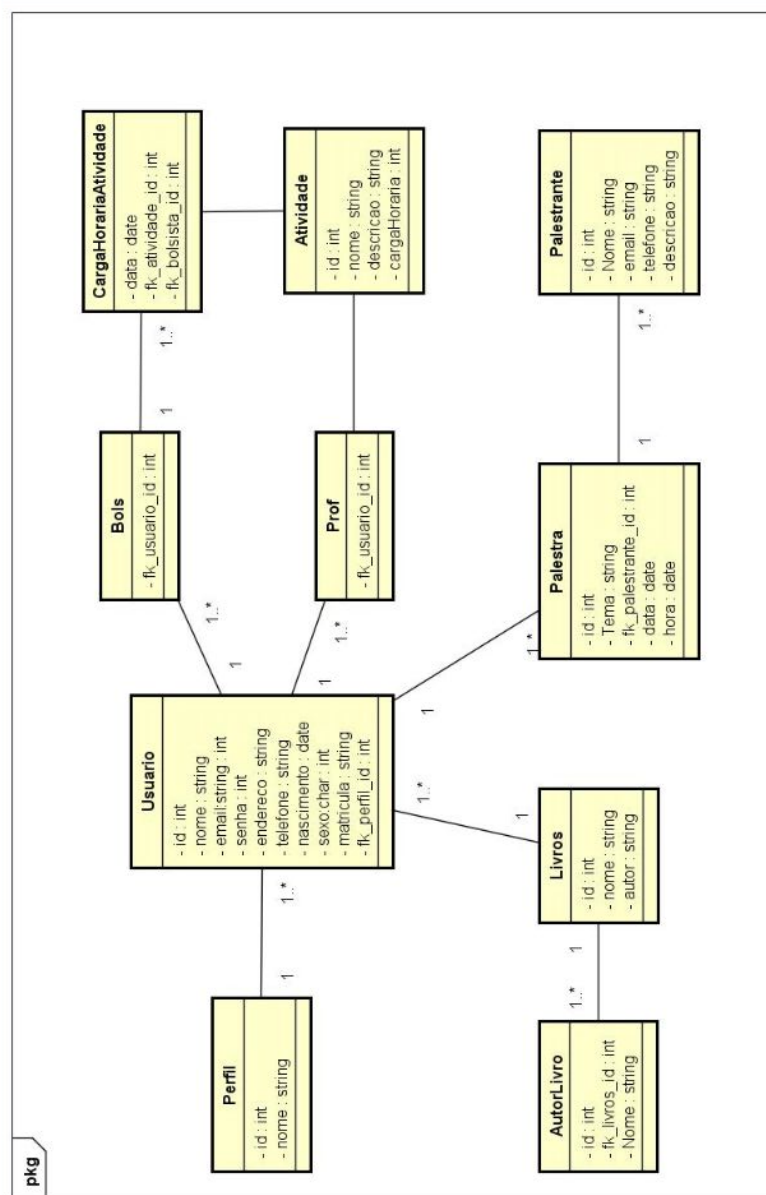 pkg
Perfil
- id : int
- nome : string
1
1..*
Usuario
- id : int
- nome : string
- email:string : int
- senha : int
- endereco : string
- telefone : string
- nascimento : date
- sexo:char : int
- matricula : string
- fk_perfil_id : int
1
1..*
Bols
- fk_usuario_id : int
1
1..*
CargaHorariaAtividade
- data : date
- fk_atividade_id : int
- fk_bolsista_id : int
1
1..*
Prof
- fk_usuario_id : int
Atividade
- id : int
- nome : string
- descricao : string
- cargaHoraria : int
AutorLivro
- id : int
- fk_livros_id : int
- Nome : string
1..*
1
Livros
- id : int
- nome : string
- autor : string
1
1..*
1
1..*
Palestra
- id : int
- Tema : string
- fk_palestrante_id : int
- data : date
- hora : date
1
1..*
Palestrante
- id : int
- Nome : string
- email : string
- telefone : string
- descricao : string